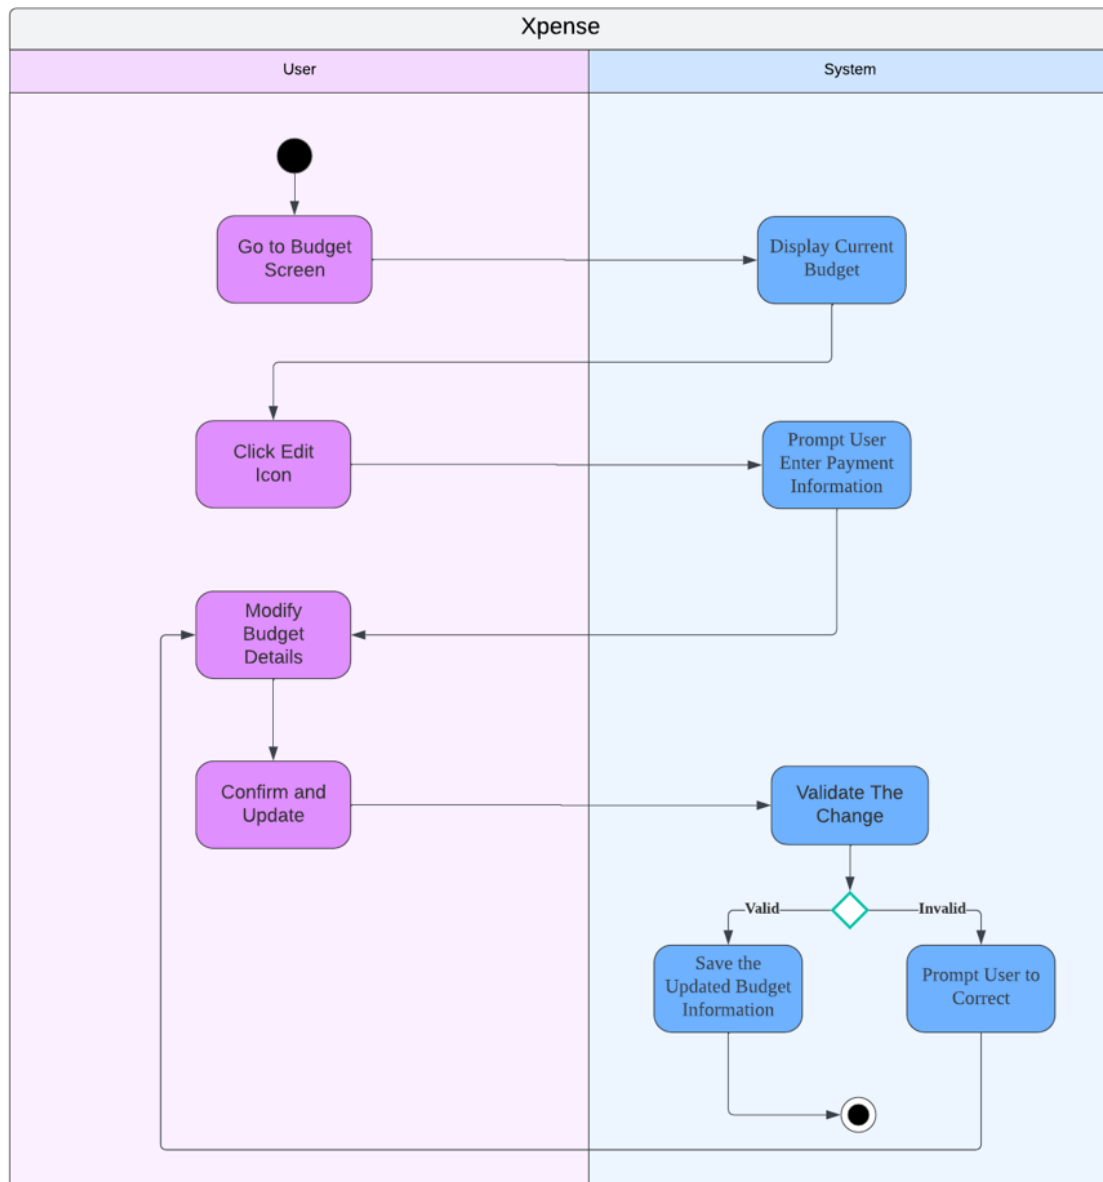 Xpense
User
System
Go to Budget
Screen
Display Current
Budget
Click Edit
Icon
Prompt User
Enter Payment
Information
Modify
Budget
Details
Confirm and
Update
Validate The
Change
Valid
Invalid
Save the
Updated Budget
Information
Prompt User to
Correct